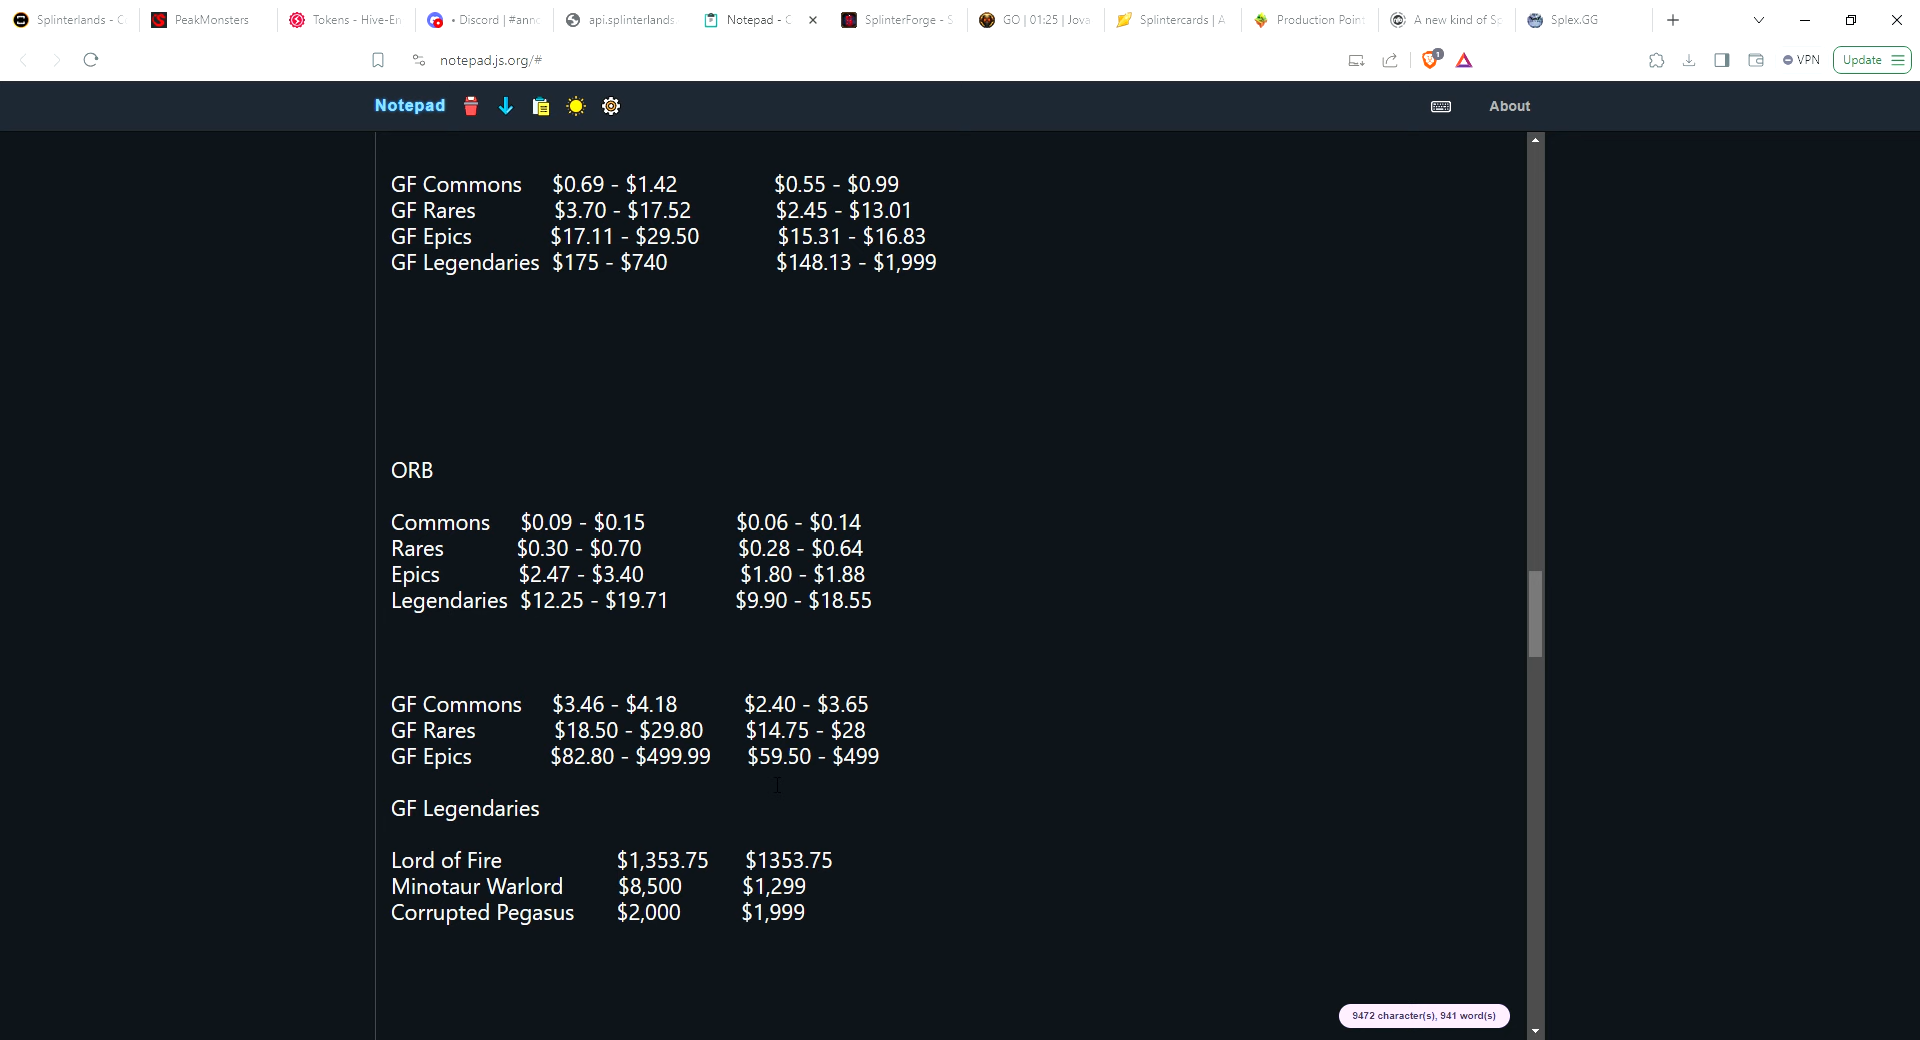 Splinterlands - C
PeakMonsters
Tokens - Hive-En
• Discord | #anno
api.splinterlands
Notepad - C
SplinterForge - S
GO | 01:25 | Jova
Splintercards | A
Production Point
A new kind of Sp
Splex.GG
notepad.js.org/#
1
VPN
Update
Notepad
About
GF Commons $0.69 - $1.42 $0.55 - $0.99
GF Rares $3.70 - $17.52 $2.45 - $13.01
GF Epics $17.11 - $29.50 $15.31 - $16.83
GF Legendaries $175 - $740 $148.13 - $1,999
ORB
Commons $0.09 - $0.15 $0.06 - $0.14
Rares $0.30 - $0.70 $0.28 - $0.64
Epics $2.47 - $3.40 $1.80 - $1.88
Legendaries $12.25 - $19.71 $9.90 - $18.55
GF Commons $3.46 - $4.18 $2.40 - $3.65
GF Rares $18.50 - $29.80 $14.75 - $28
GF Epics $82.80 - $499.99 $59.50 - $499
GF Legendaries
Lord of Fire $1,353.75 $1353.75
Minotaur Warlord $8,500 $1,299
Corrupted Pegasus $2,000 $1,999
9472 character(s), 941 word(s)